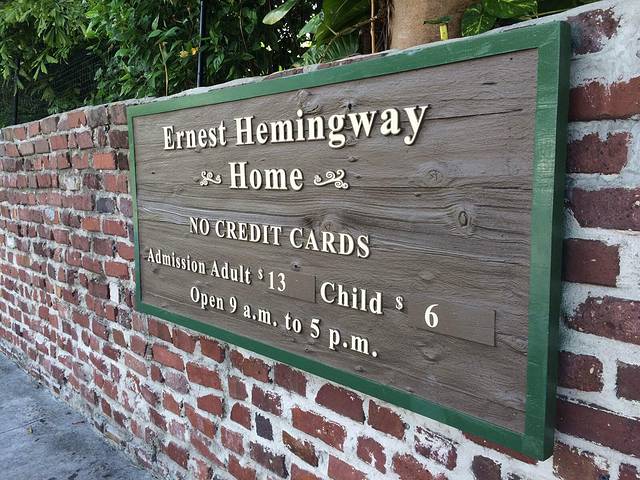 Ernest Hemingway
Home
NO CREDIT CARDS
Admission Adult $ 13 Child $ 6
Open 9 a.m. to 5 p.m.